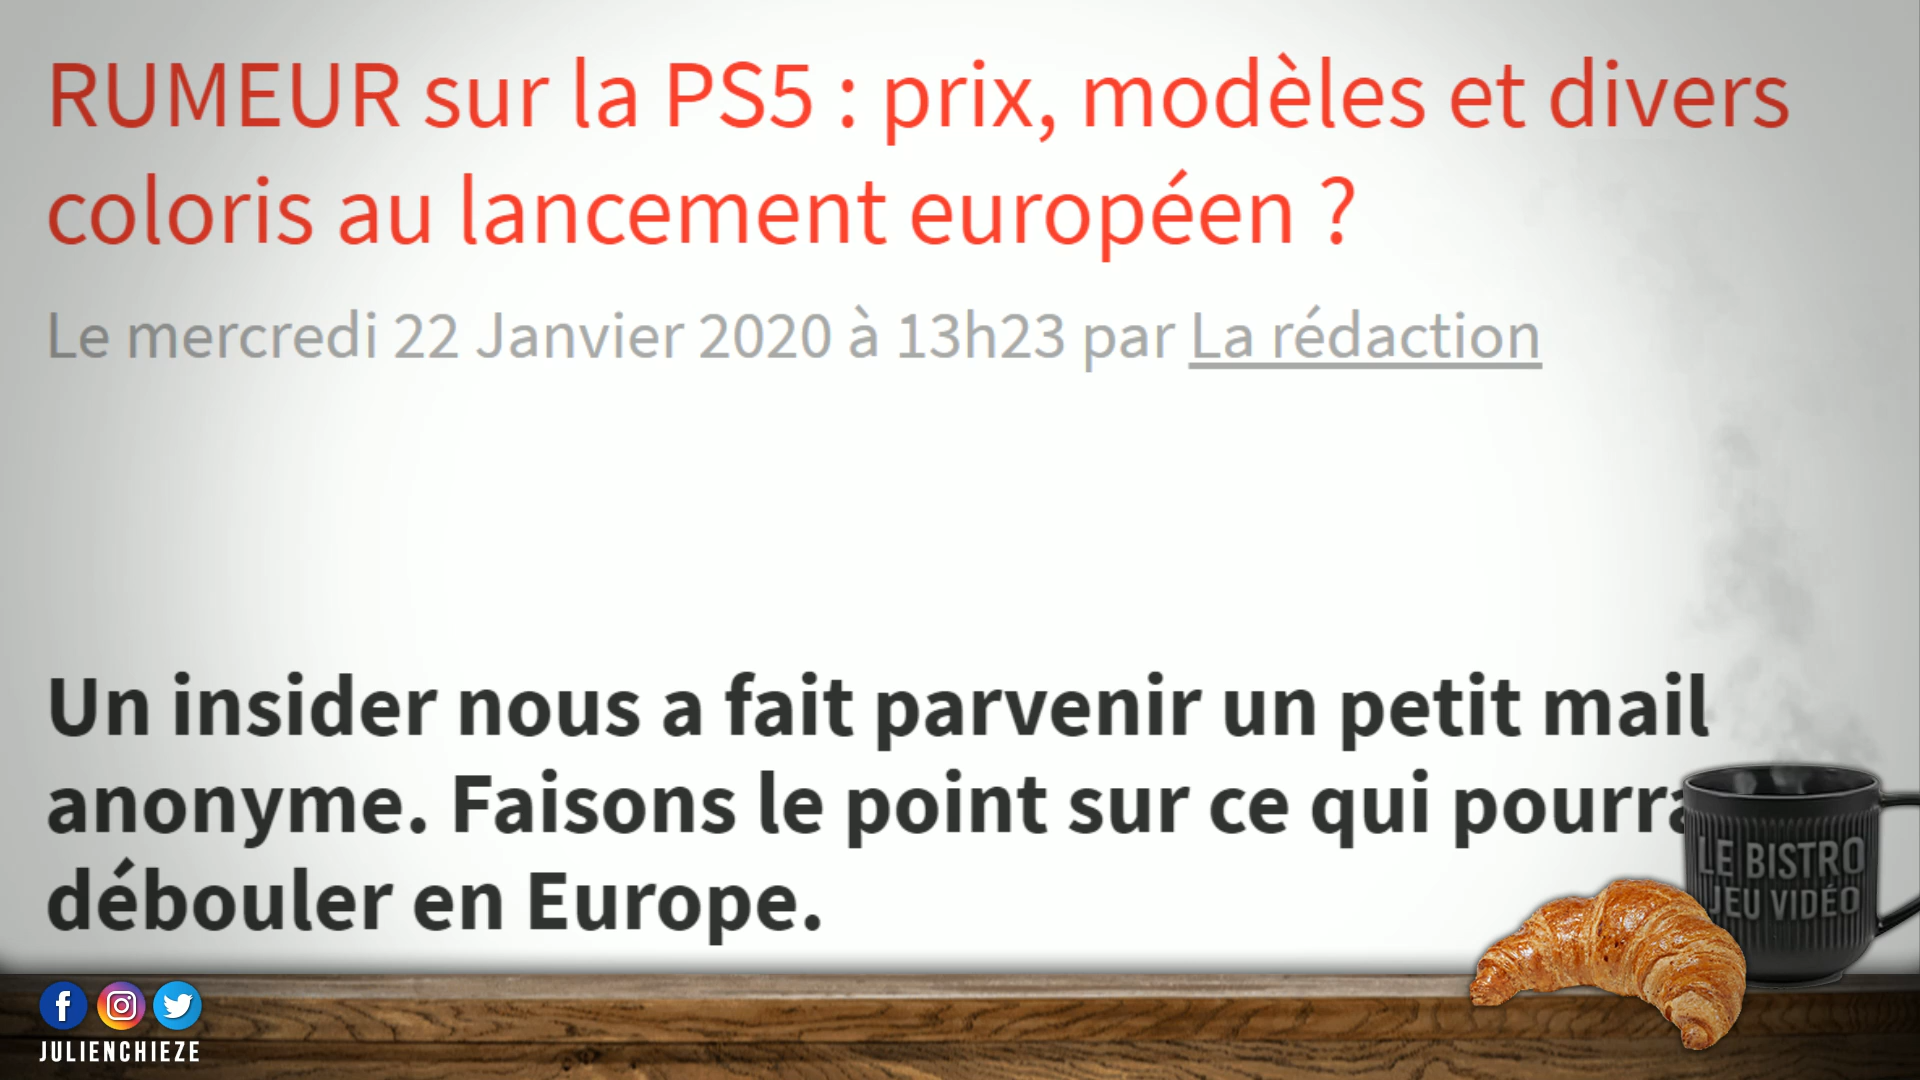 RUMEUR sur la PS5 : prix, modèles et divers
coloris au lancement européen ?
Le mercredi 22 Janvier 2020 à 13h23 par La rédaction
Un insider nous a fait parvenir un petit mail
anonyme. Faisons le point sur ce qui pourra
débouler en Europe.
LE BISTRO
JEU VIDÉO
JULIENCHIEZE